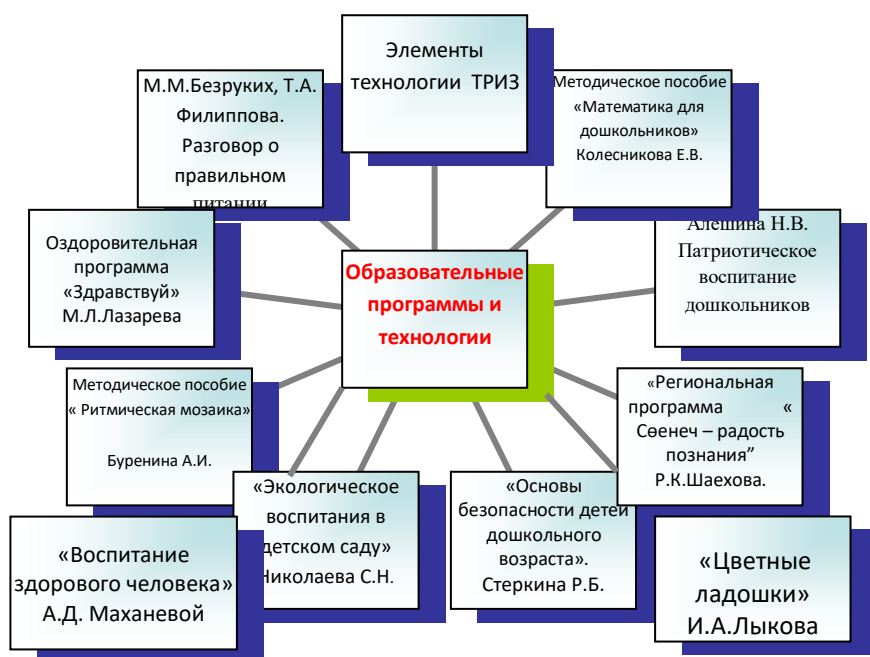 Элементы
технологии ТРИЗ
М.М.Безруких, Т.А.
Филиппова.
Разговор о
правильном
питании
Методическое пособие
«Математика для
дошкольников»
Колесникова Е.В.
Оздоровительная
программа
«Здравствуй»
М.Л.Лазарева
Образовательные
программы и
технологии
Алешина Н.В.
Патриотическое
воспитание
дошкольников
Методическое пособие
« Ритмическая мозаика»
Буренина А.И.
«Региональная
программа «
Сөенеч – радость
познания”
Р.К.Шаехова.
«Экологическое
воспитания в
детском саду»
Николаева С.Н.
«Основы
безопасности детей
дошкольного
возраста».
Стеркина Р.Б.
«Воспитание
здорового человека»
А.Д. Маханевой
«Цветные
ладошки»
И.А.Лыкова